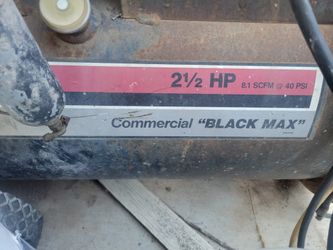 2½ HP 8.1 SCFM @ 40 PSI
Commercial "BLACK MAX"